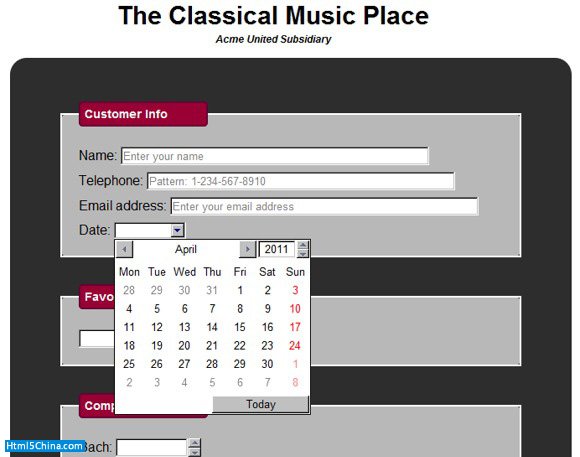 The Classical Music Place
Acme United Subsidiary
Customer Info
Name: Enter your name
Telephone: Pattern: 1-234-567-8910
Email address: Enter your email address
Date:
April 2011
Mon Tue Wed Thu Fri Sat Sun
28 29 30 31 1 2 3
4 5 6 7 8 9 10
11 12 13 14 15 16 17
18 19 20 21 22 23 24
25 26 27 28 29 30 1
2 3 4 5 6 7 8
Today
Favo
Comp
Bach:
Html5China.com